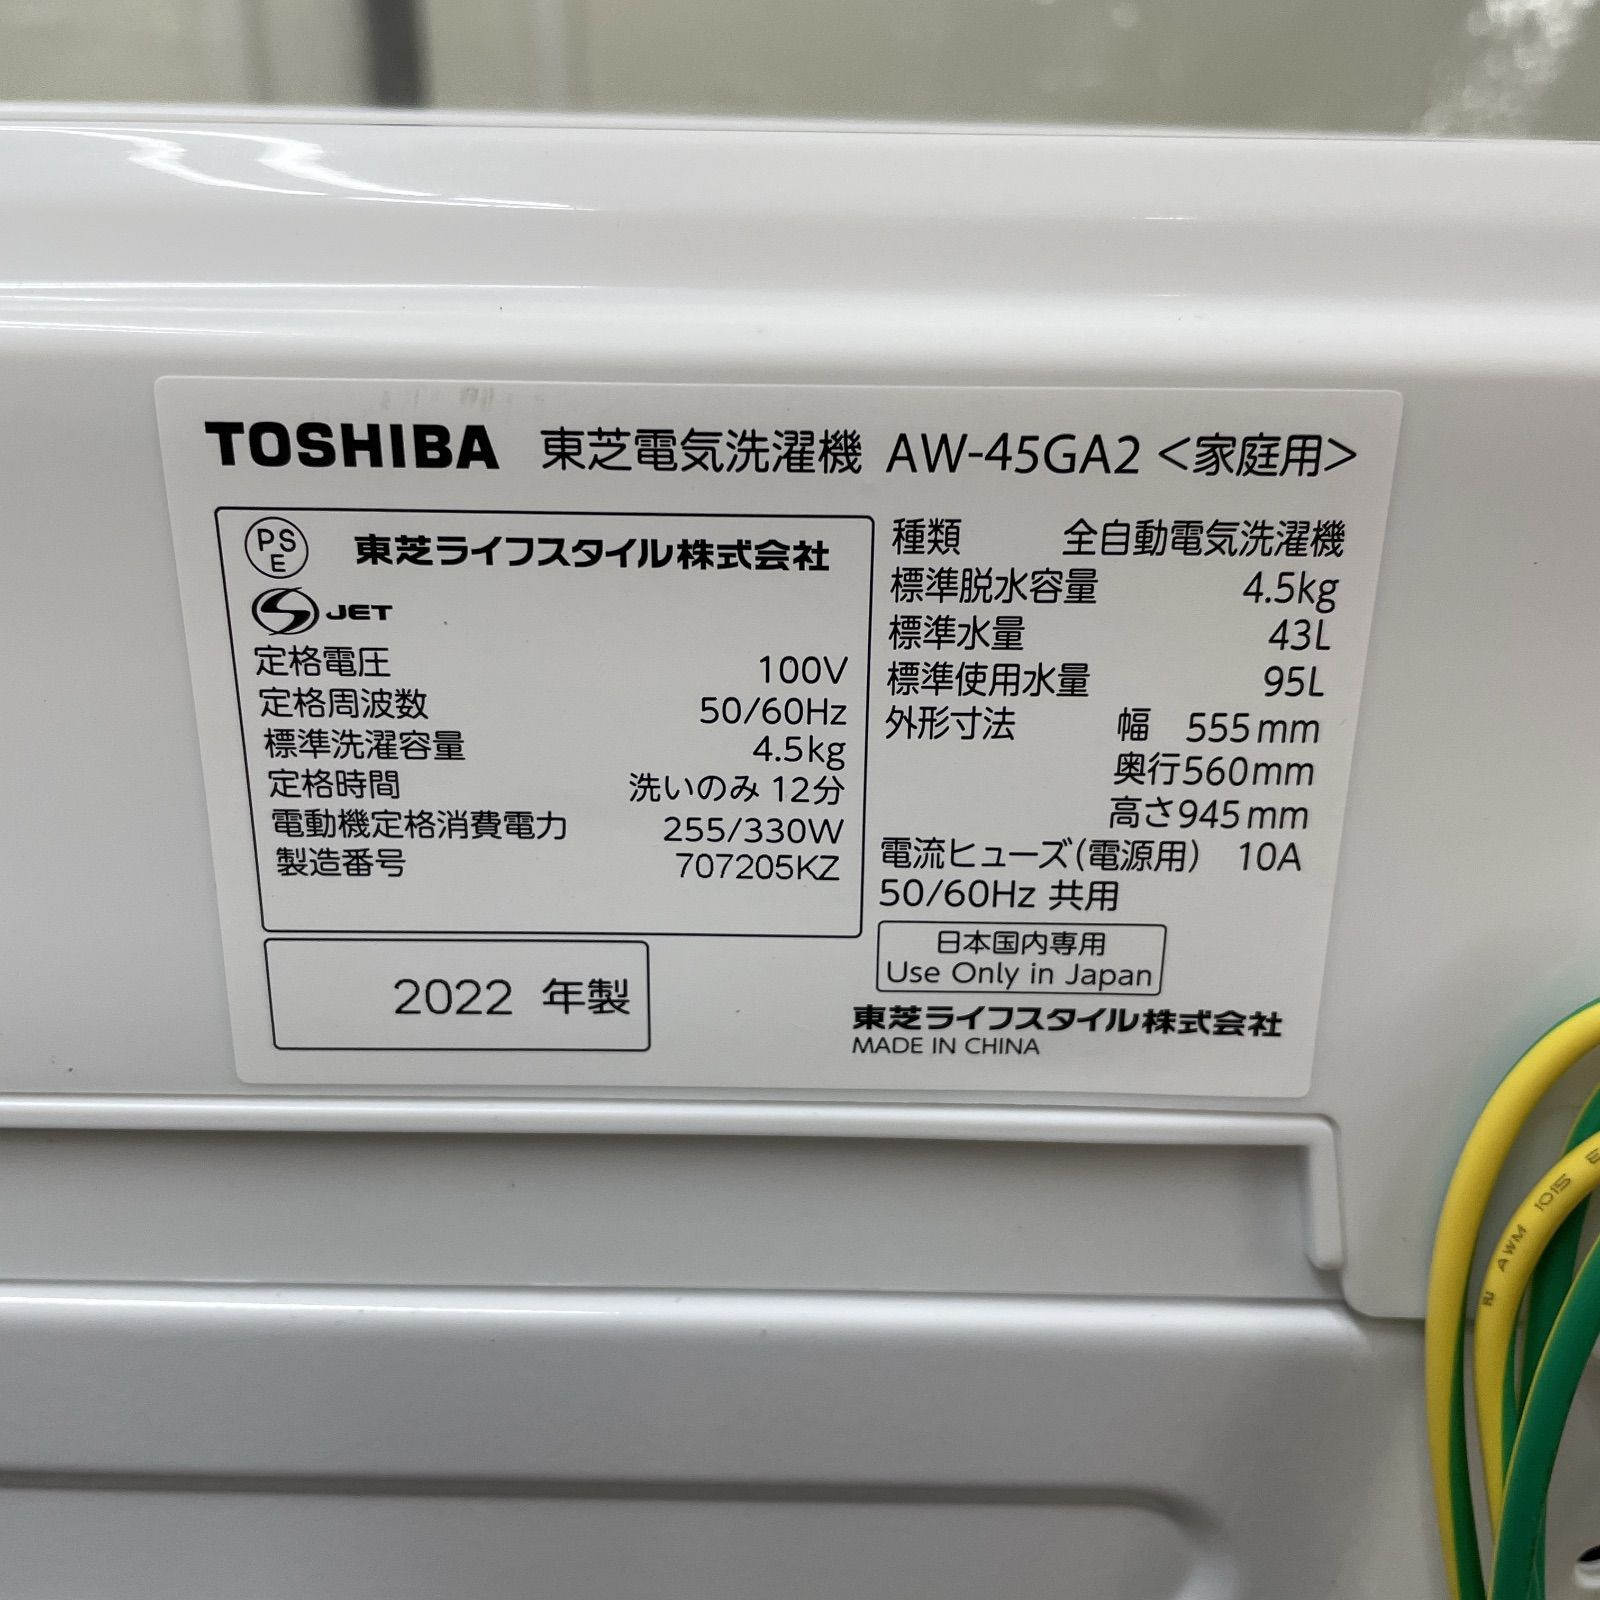 TOSHIBA 東芝電気洗濯機 AW-45GA2 <家庭用>
PSE 東芝ライフスタイル株式会社
S JET
定格電圧 100V
定格周波数 50/60Hz
標準洗濯容量 4.5kg
定格時間 洗いのみ 12分
電動機定格消費電力 255/330W
製造番号 707205KZ
2022 年製
種類 全自動電気洗濯機
標準脱水容量 4.5kg
標準水量 43L
標準使用水量 95L
外形寸法 幅 555mm
奥行560mm
高さ945mm
電流ヒューズ(電源用) 10A
50/60Hz 共用
日本国内専用
Use Only in Japan
東芝ライフスタイル株式会社
MADE IN CHINA
AWM 1015